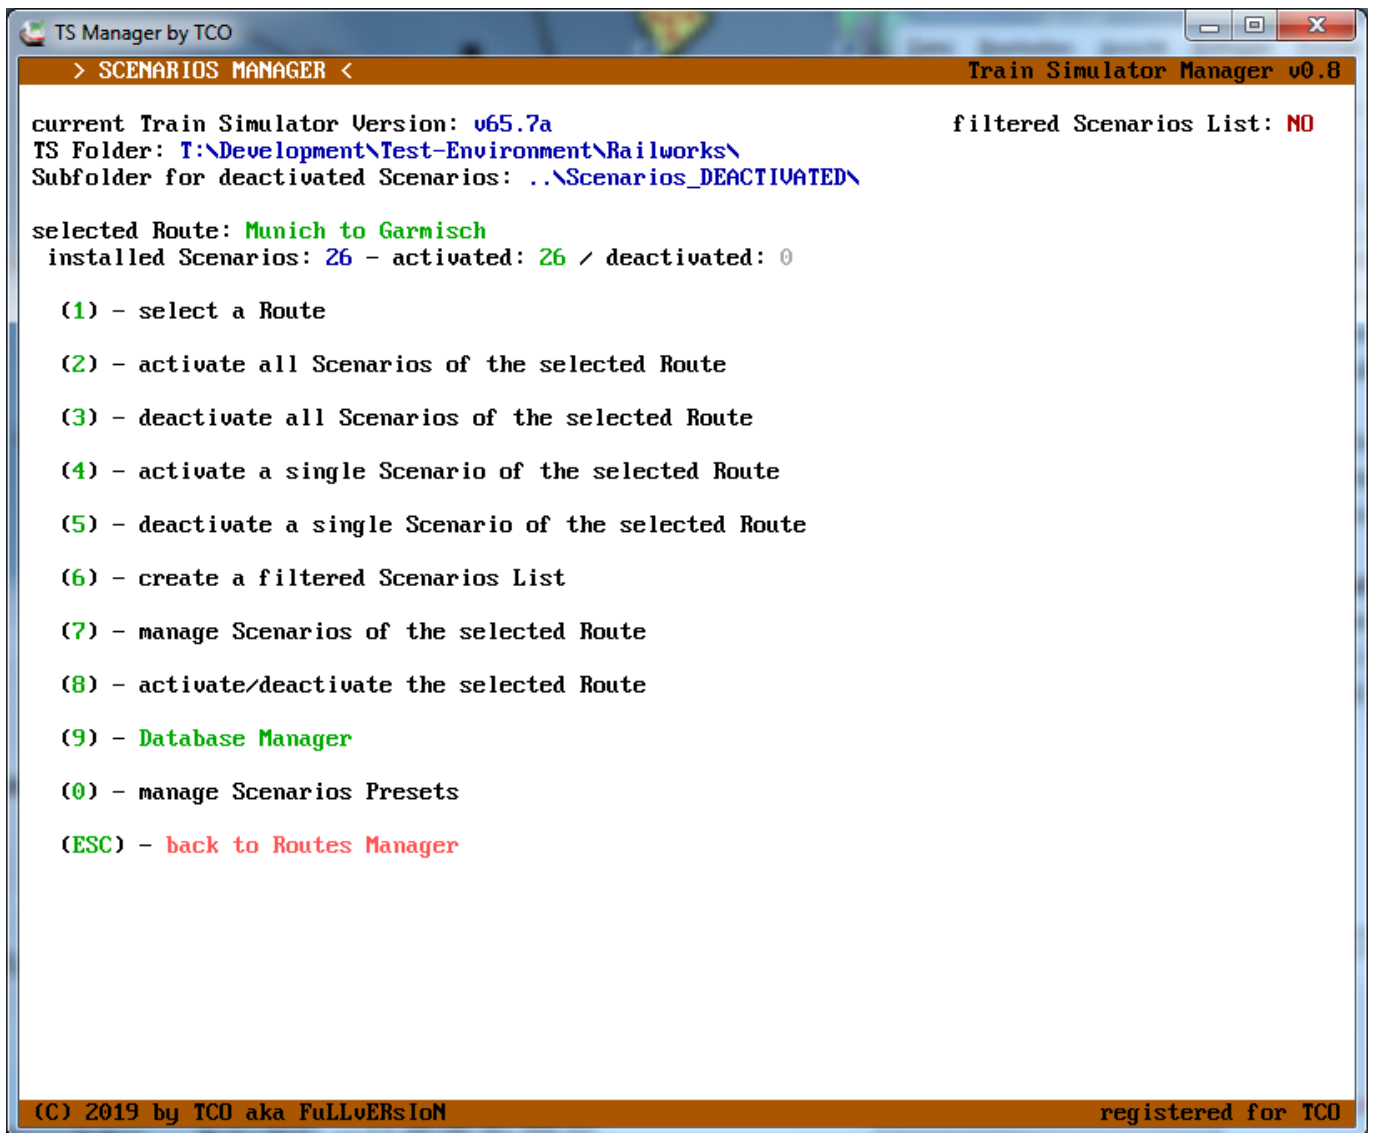 TS Manager by TCO
> SCENARIOS MANAGER < Train Simulator Manager v0.8
current Train Simulator Version: v65.7a filtered Scenarios List: NO
TS Folder: T:\Development\Test-Environment\Railworks\
Subfolder for deactivated Scenarios: ..\Scenarios_DEACTIVATED\
selected Route: Munich to Garmisch
installed Scenarios: 26 - activated: 26 / deactivated: 0
(1) - select a Route
(2) - activate all Scenarios of the selected Route
(3) - deactivate all Scenarios of the selected Route
(4) - activate a single Scenario of the selected Route
(5) - deactivate a single Scenario of the selected Route
(6) - create a filtered Scenarios List
(7) - manage Scenarios of the selected Route
(8) - activate/deactivate the selected Route
(9) - Database Manager
(0) - manage Scenarios Presets
(ESC) - back to Routes Manager
(C) 2019 by TCO aka FuLLvERsIoN registered for TCO